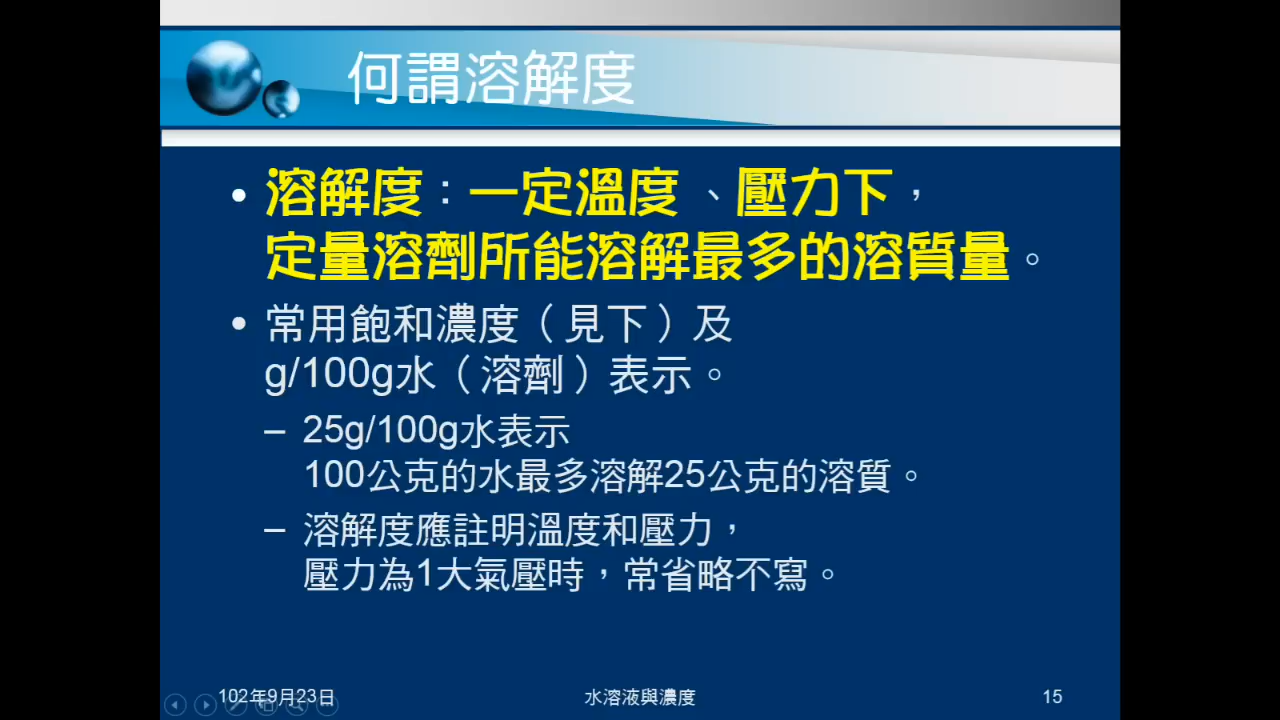 何謂溶解度
• 溶解度：一定溫度、壓力下，
定量溶劑所能溶解最多的溶質量。
• 常用飽和濃度（見下）及
g/100g水（溶劑）表示。
– 25g/100g水表示
100公克的水最多溶解25公克的溶質。
– 溶解度應註明溫度和壓力，
壓力為1大氣壓時，常省略不寫。
102年9月23日
水溶液與濃度
15